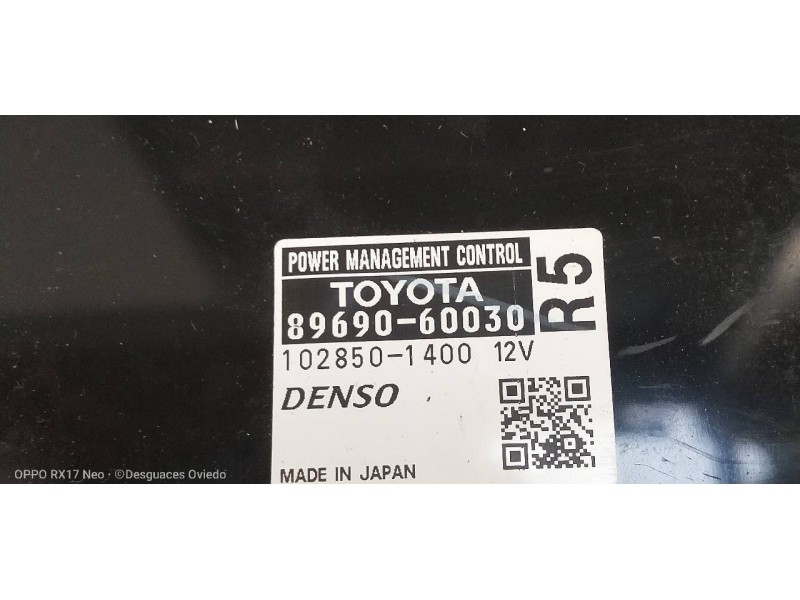 POWER MANAGEMENT CONTROL
TOYOTA
89690-60030
R5
102850-1400 12V
DENSO
MADE IN JAPAN
OPPO RX17 Neo · ©Desguaces Oviedo